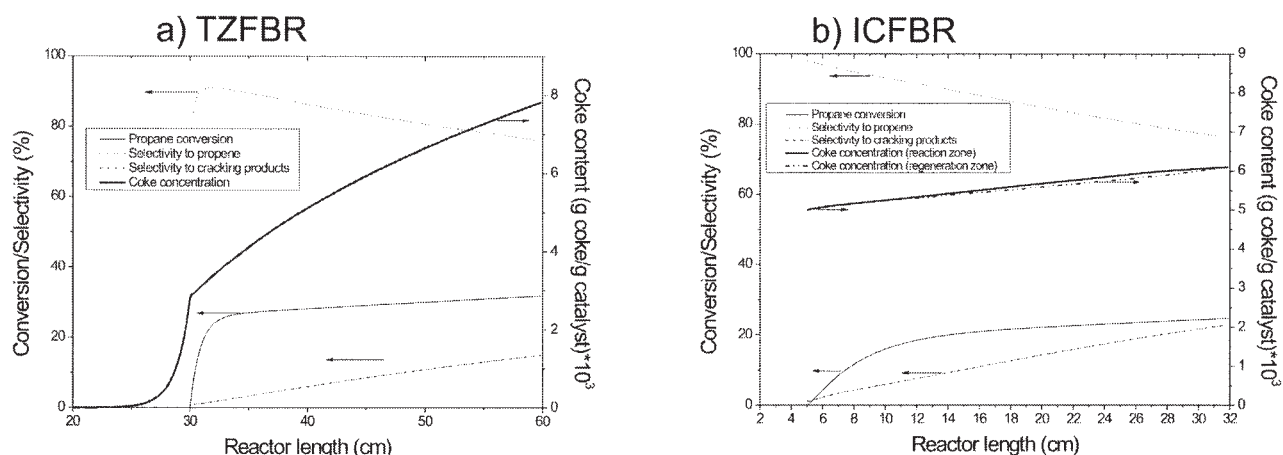 a) TZFBR
Conversion/Selectivity (%)
100
80
60
40
20
0
Propane conversion
Selectivity to propene
Selectivity to cracking products
Coke concentration
8
6
4
2
0
Coke content (g coke/g catalyst)*10³
20 30 40 50 60
Reactor length (cm)
b) ICFBR
Conversion/Selectivity (%)
100
80
60
40
20
0
Propane conversion
Selectivity to propene
Selectivity to cracking products
Coke concentration (reaction zone)
Coke concentration (regeneration zone)
9
8
7
6
5
4
3
2
1
0
Coke content (g coke/g catalyst)*10³
2 4 6 8 10 12 14 16 18 20 22 24 26 28 30 32
Reactor length (cm)